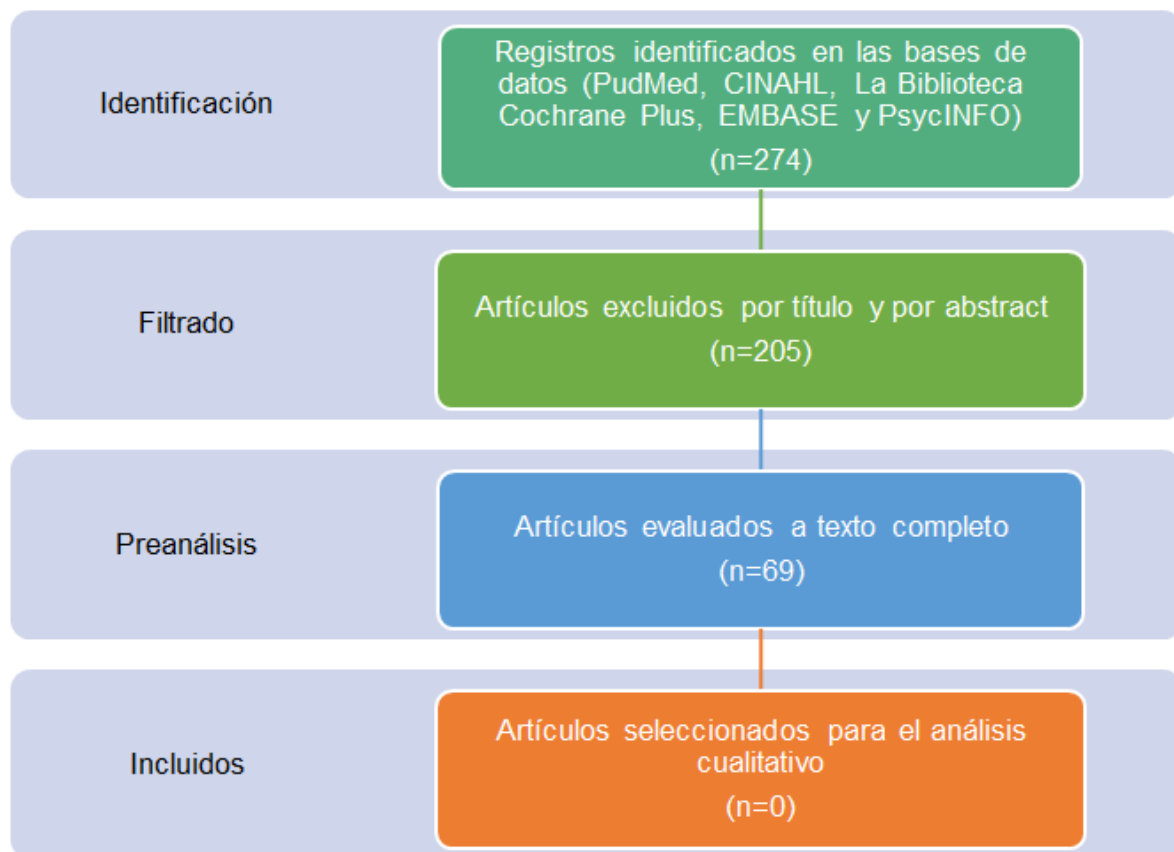 Identificación
Registros identificados en las bases de
datos (PudMed, CINAHL, La Biblioteca
Cochrane Plus, EMBASE y PsycINFO)
(n=274)
Filtrado
Artículos excluidos por título y por abstract
(n=205)
Preanálisis
Artículos evaluados a texto completo
(n=69)
Incluidos
Artículos seleccionados para el análisis
cualitativo
(n=0)